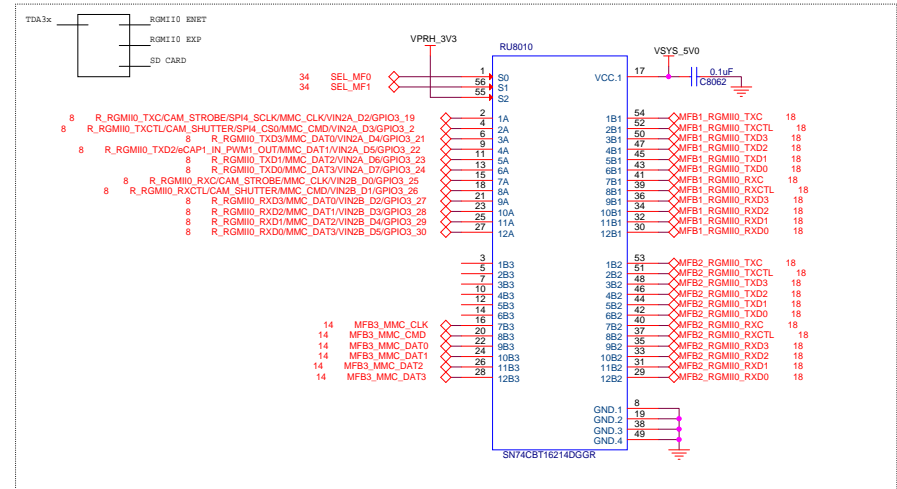 TDA3x
RGMII0 ENET
RGMII0 EXP
SD CARD
VPRH_3V3
RU8010
VSYS_5V0
34 SEL_MF0 1 S0 VCC.1 17 0.1uF
34 SEL_MF1 56 S1 C8062
55 S2
8 R_RGMII0_TXC/CAM_STROBE/SPI4_SCLK/MMC_CLK/VIN2A_D2/GPIO3_19 2 1A 1B1 54 MFB1_RGMII0_TXC 18
8 R_RGMII0_TXCTL/CAM_SHUTTER/SPI4_CS0/MMC_CMD/VIN2A_D3/GPIO3_2 4 2A 2B1 52 MFB1_RGMII0_TXCTL 18
8 R_RGMII0_TXD3/MMC_DAT0/VIN2A_D4/GPIO3_21 6 3A 3B1 50 MFB1_RGMII0_TXD3 18
8 R_RGMII0_TXD2/eCAP1_IN_PWM1_OUT/MMC_DAT1/VIN2A_D5/GPIO3_22 9 4A 4B1 47 MFB1_RGMII0_TXD2 18
8 R_RGMII0_TXD1/MMC_DAT2/VIN2A_D6/GPIO3_23 11 5A 5B1 45 MFB1_RGMII0_TXD1 18
8 R_RGMII0_TXD0/MMC_DAT3/VIN2A_D7/GPIO3_24 13 6A 6B1 43 MFB1_RGMII0_TXD0 18
8 R_RGMII0_RXC/CAM_STROBE/MMC_CLK/VIN2B_D0/GPIO3_25 15 7A 7B1 41 MFB1_RGMII0_RXC 18
8 R_RGMII0_RXCTL/CAM_SHUTTER/MMC_CMD/VIN2B_D1/GPIO3_26 18 8A 8B1 39 MFB1_RGMII0_RXCTL 18
8 R_RGMII0_RXD3/MMC_DAT0/VIN2B_D2/GPIO3_27 21 9A 9B1 36 MFB1_RGMII0_RXD3 18
8 R_RGMII0_RXD2/MMC_DAT1/VIN2B_D3/GPIO3_28 23 10A 10B1 34 MFB1_RGMII0_RXD2 18
8 R_RGMII0_RXD1/MMC_DAT2/VIN2B_D4/GPIO3_29 25 11A 11B1 32 MFB1_RGMII0_RXD1 18
8 R_RGMII0_RXD0/MMC_DAT3/VIN2B_D5/GPIO3_30 27 12A 12B1 30 MFB1_RGMII0_RXD0 18
3 1B3 1B2 53 MFB2_RGMII0_TXC 18
5 2B3 2B2 51 MFB2_RGMII0_TXCTL 18
7 3B3 3B2 48 MFB2_RGMII0_TXD3 18
10 4B3 4B2 46 MFB2_RGMII0_TXD2 18
12 5B3 5B2 44 MFB2_RGMII0_TXD1 18
14 6B3 6B2 42 MFB2_RGMII0_TXD0 18
14 MFB3_MMC_CLK 16 7B3 7B2 40 MFB2_RGMII0_RXC 18
14 MFB3_MMC_CMD 20 8B3 8B2 37 MFB2_RGMII0_RXCTL 18
14 MFB3_MMC_DAT0 22 9B3 9B2 35 MFB2_RGMII0_RXD3 18
14 MFB3_MMC_DAT1 24 10B3 10B2 33 MFB2_RGMII0_RXD2 18
14 MFB3_MMC_DAT2 26 11B3 11B2 31 MFB2_RGMII0_RXD1 18
14 MFB3_MMC_DAT3 28 12B3 12B2 29 MFB2_RGMII0_RXD0 18
GND.1 8
GND.2 19
GND.3 38
GND.4 49
SN74CBT16214DGGR